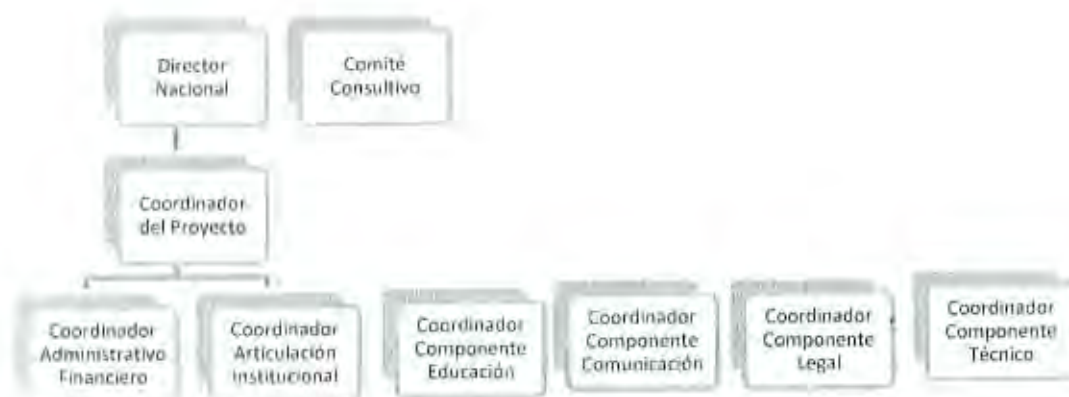 Director
Nacional
Comité
Consultivo
Coordinador
del Proyecto
Coordinador
Administrativo
Financiero
Coordinador
Articulación
Institucional
Coordinador
Componente
Educación
Coordinador
Componente
Comunicación
Coordinador
Componente
Legal
Coordinador
Componente
Técnico